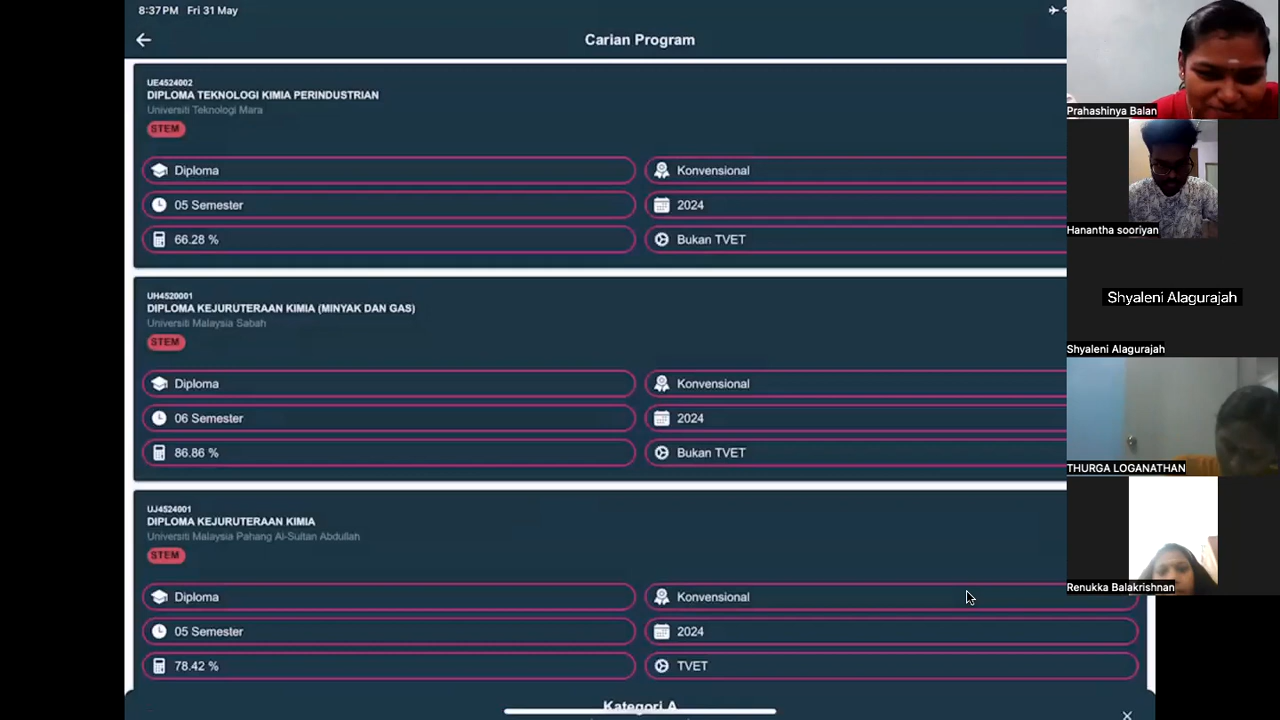 8:37 PM Fri 31 May
Carian Program
UE4524002
DIPLOMA TEKNOLOGI KIMIA PERINDUSTRIAN
Universiti Teknologi Mara
STEM
Diploma
Konvensional
05 Semester
2024
66.28 %
Bukan TVET
UH4520001
DIPLOMA KEJURUTERAAN KIMIA (MINYAK DAN GAS)
Universiti Malaysia Sabah
STEM
Diploma
Konvensional
06 Semester
2024
86.86 %
Bukan TVET
UJ4524001
DIPLOMA KEJURUTERAAN KIMIA
Universiti Malaysia Pahang Al-Sultan Abdullah
STEM
Diploma
Konvensional
05 Semester
2024
78.42 %
TVET
Kategori A
Prahashinya Balan
Hanantha sooriyan
Shyaleni Alagurajah
Shyaleni Alagurajah
THURGA LOGANATHAN
Renukka Balakrishnan